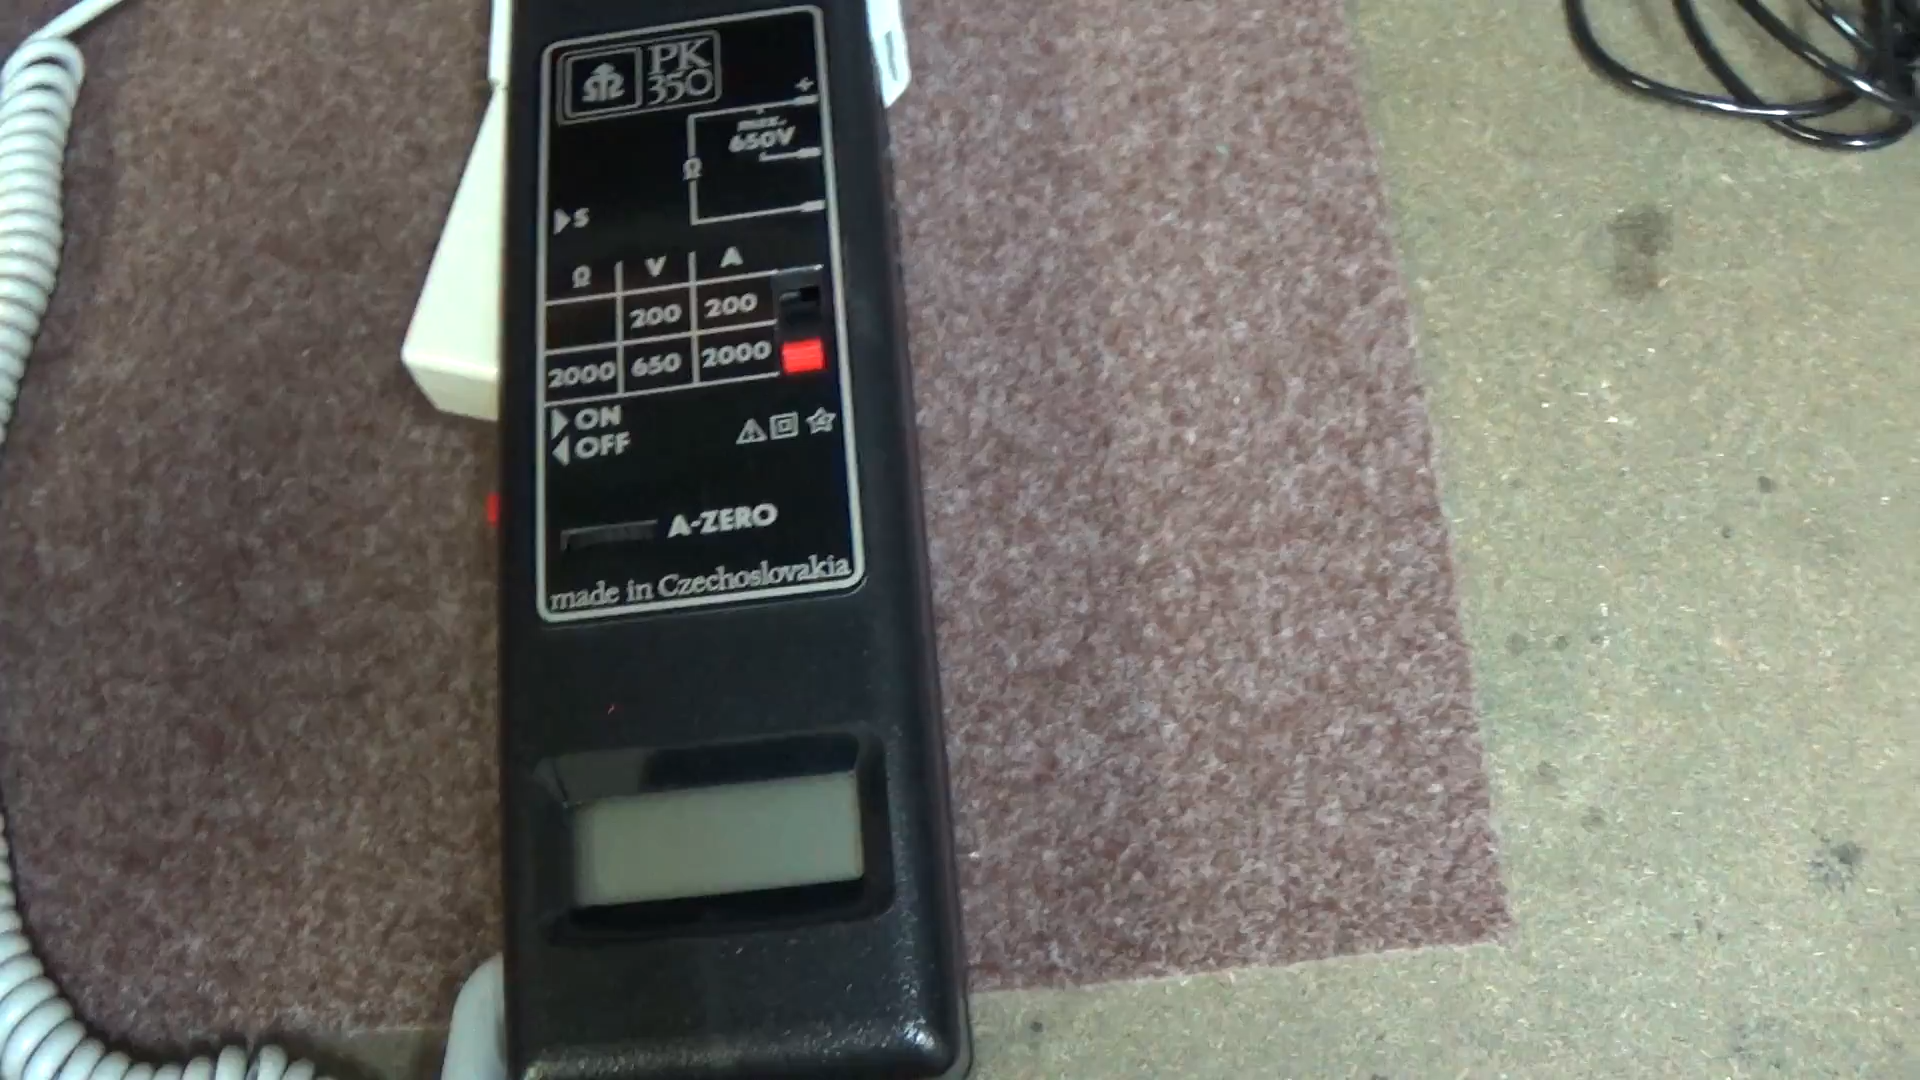 PK
350
+
max.
650V
-
Ω
S
Ω V A
200 200
2000 650 2000
ON
OFF
A-ZERO
made in Czechoslovakia